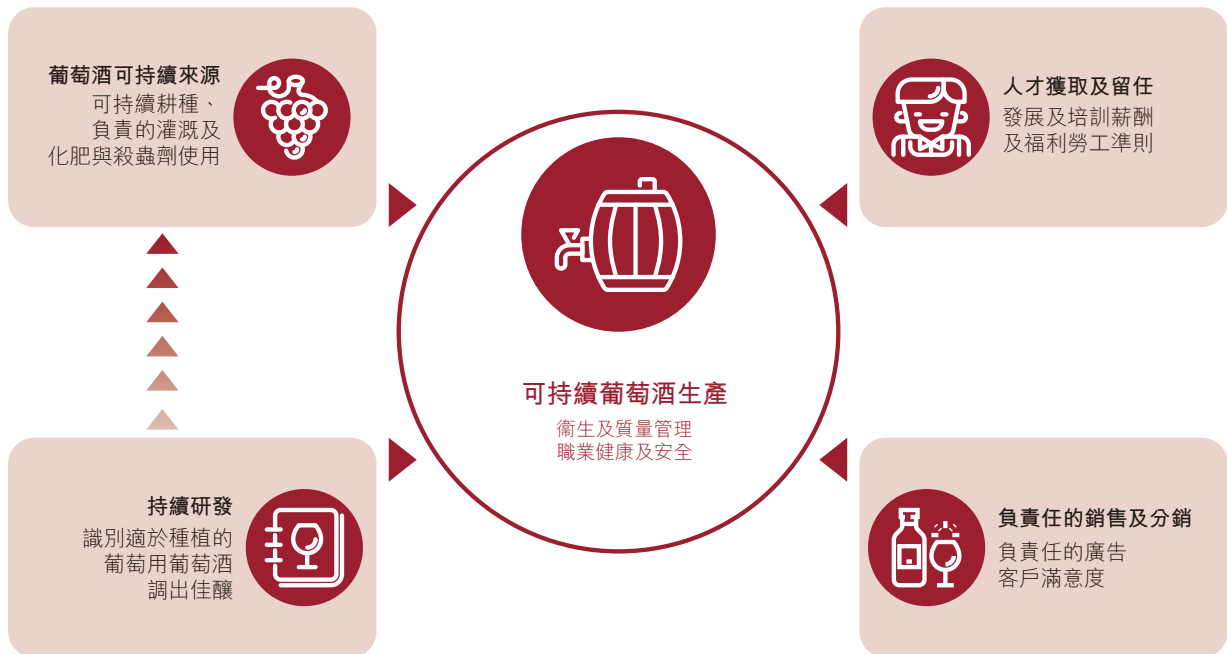 葡萄酒可持續來源
可持續耕種、
負責的灌溉及
化肥與殺蟲劑使用
人才獲取及留任
發展及培訓薪酬
及福利勞工準則
可持續葡萄酒生產
衞生及質量管理
職業健康及安全
持續研發
識別適於種植的
葡萄用葡萄酒
調出佳釀
負責任的銷售及分銷
負責任的廣告
客戶滿意度